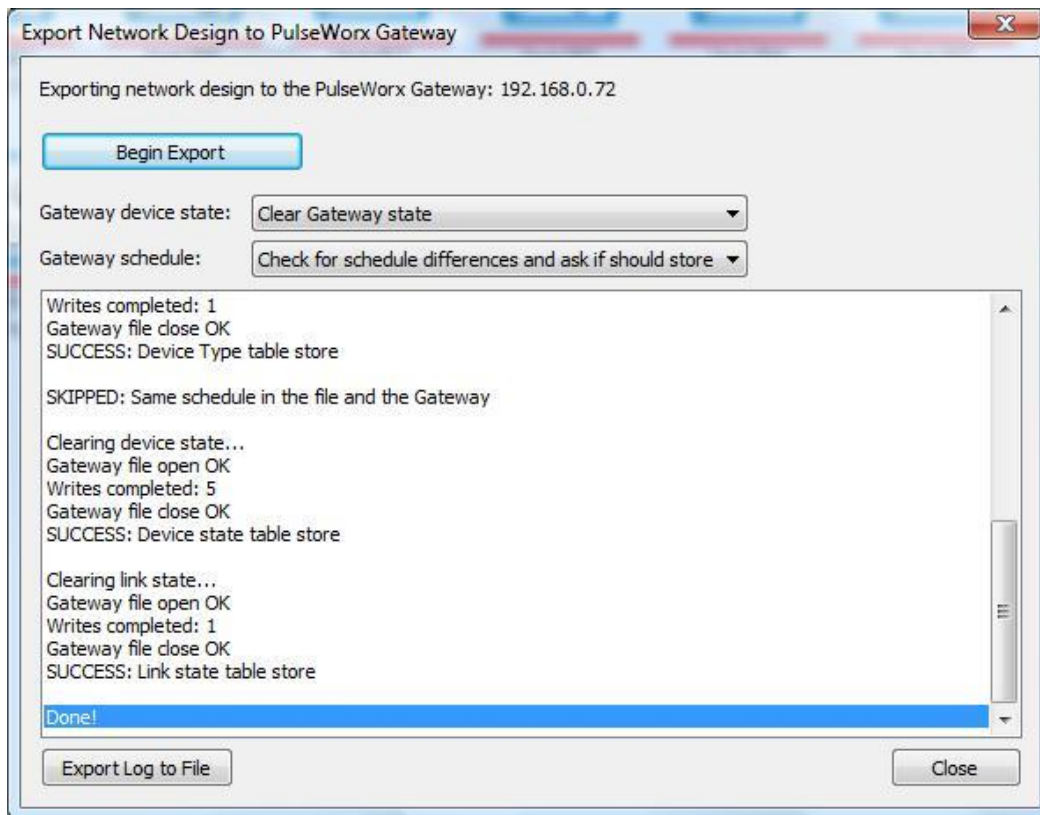 Export Network Design to PulseWorx Gateway
Exporting network design to the PulseWorx Gateway: 192.168.0.72
Begin Export
Gateway device state: Clear Gateway state
Gateway schedule: Check for schedule differences and ask if should store
Writes completed: 1
Gateway file close OK
SUCCESS: Device Type table store
SKIPPED: Same schedule in the file and the Gateway
Clearing device state...
Gateway file open OK
Writes completed: 5
Gateway file close OK
SUCCESS: Device state table store
Clearing link state...
Gateway file open OK
Writes completed: 1
Gateway file close OK
SUCCESS: Link state table store
Done!
Export Log to File
Close